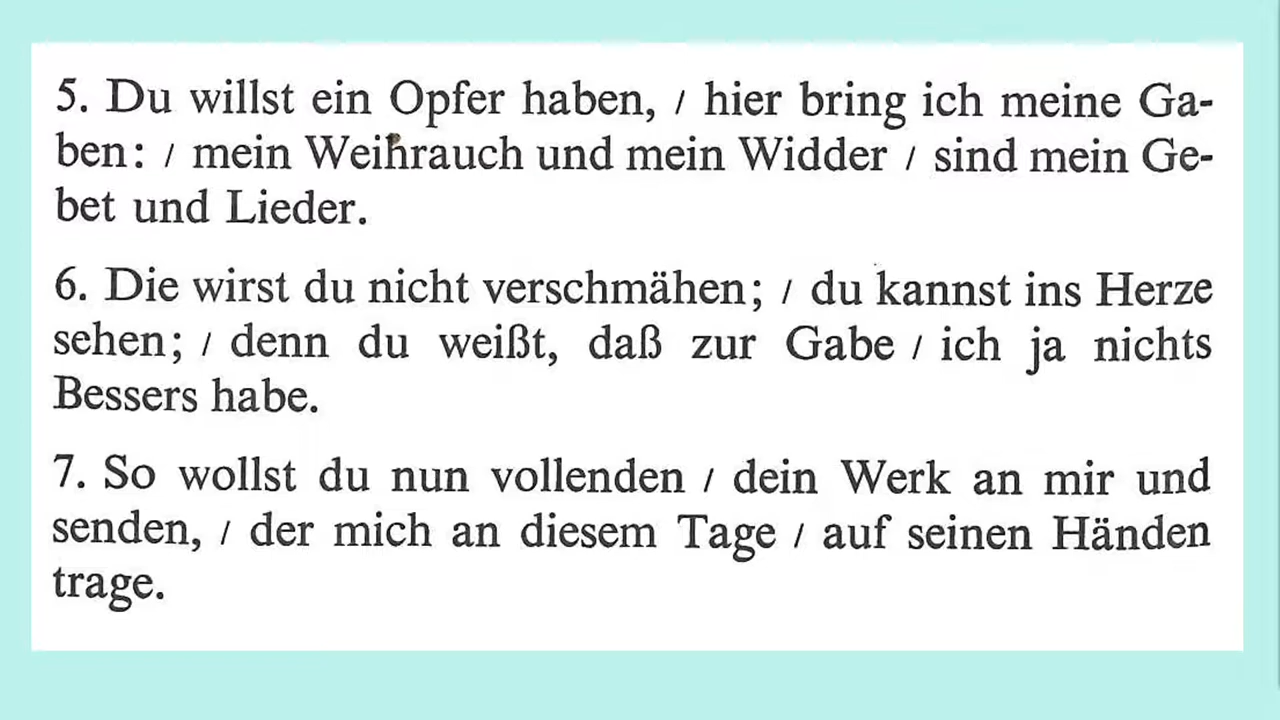 5. Du willst ein Opfer haben, / hier bring ich meine Ga-
ben: / mein Weihrauch und mein Widder / sind mein Ge-
bet und Lieder.
6. Die wirst du nicht verschmähen; / du kannst ins Herze
sehen; / denn du weißt, daß zur Gabe / ich ja nichts
Bessers habe.
7. So wollst du nun vollenden / dein Werk an mir und
senden, / der mich an diesem Tage / auf seinen Händen
trage.